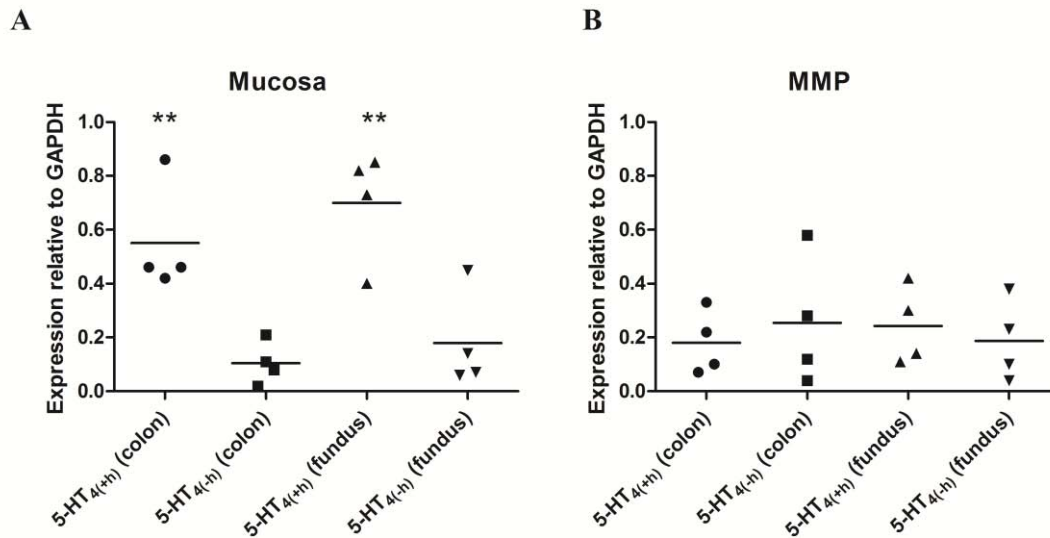 A
B
Mucosa
MMP
Expression relative to GAPDH
1.0
0.8
0.6
0.4
0.2
0.0
**
**
5-HT4(+h) (colon)
5-HT4(-h) (colon)
5-HT4(+h) (fundus)
5-HT4(-h) (fundus)
Expression relative to GAPDH
1.0
0.8
0.6
0.4
0.2
0.0
5-HT4(+h) (colon)
5-HT4(-h) (colon)
5-HT4(+h) (fundus)
5-HT4(-h) (fundus)